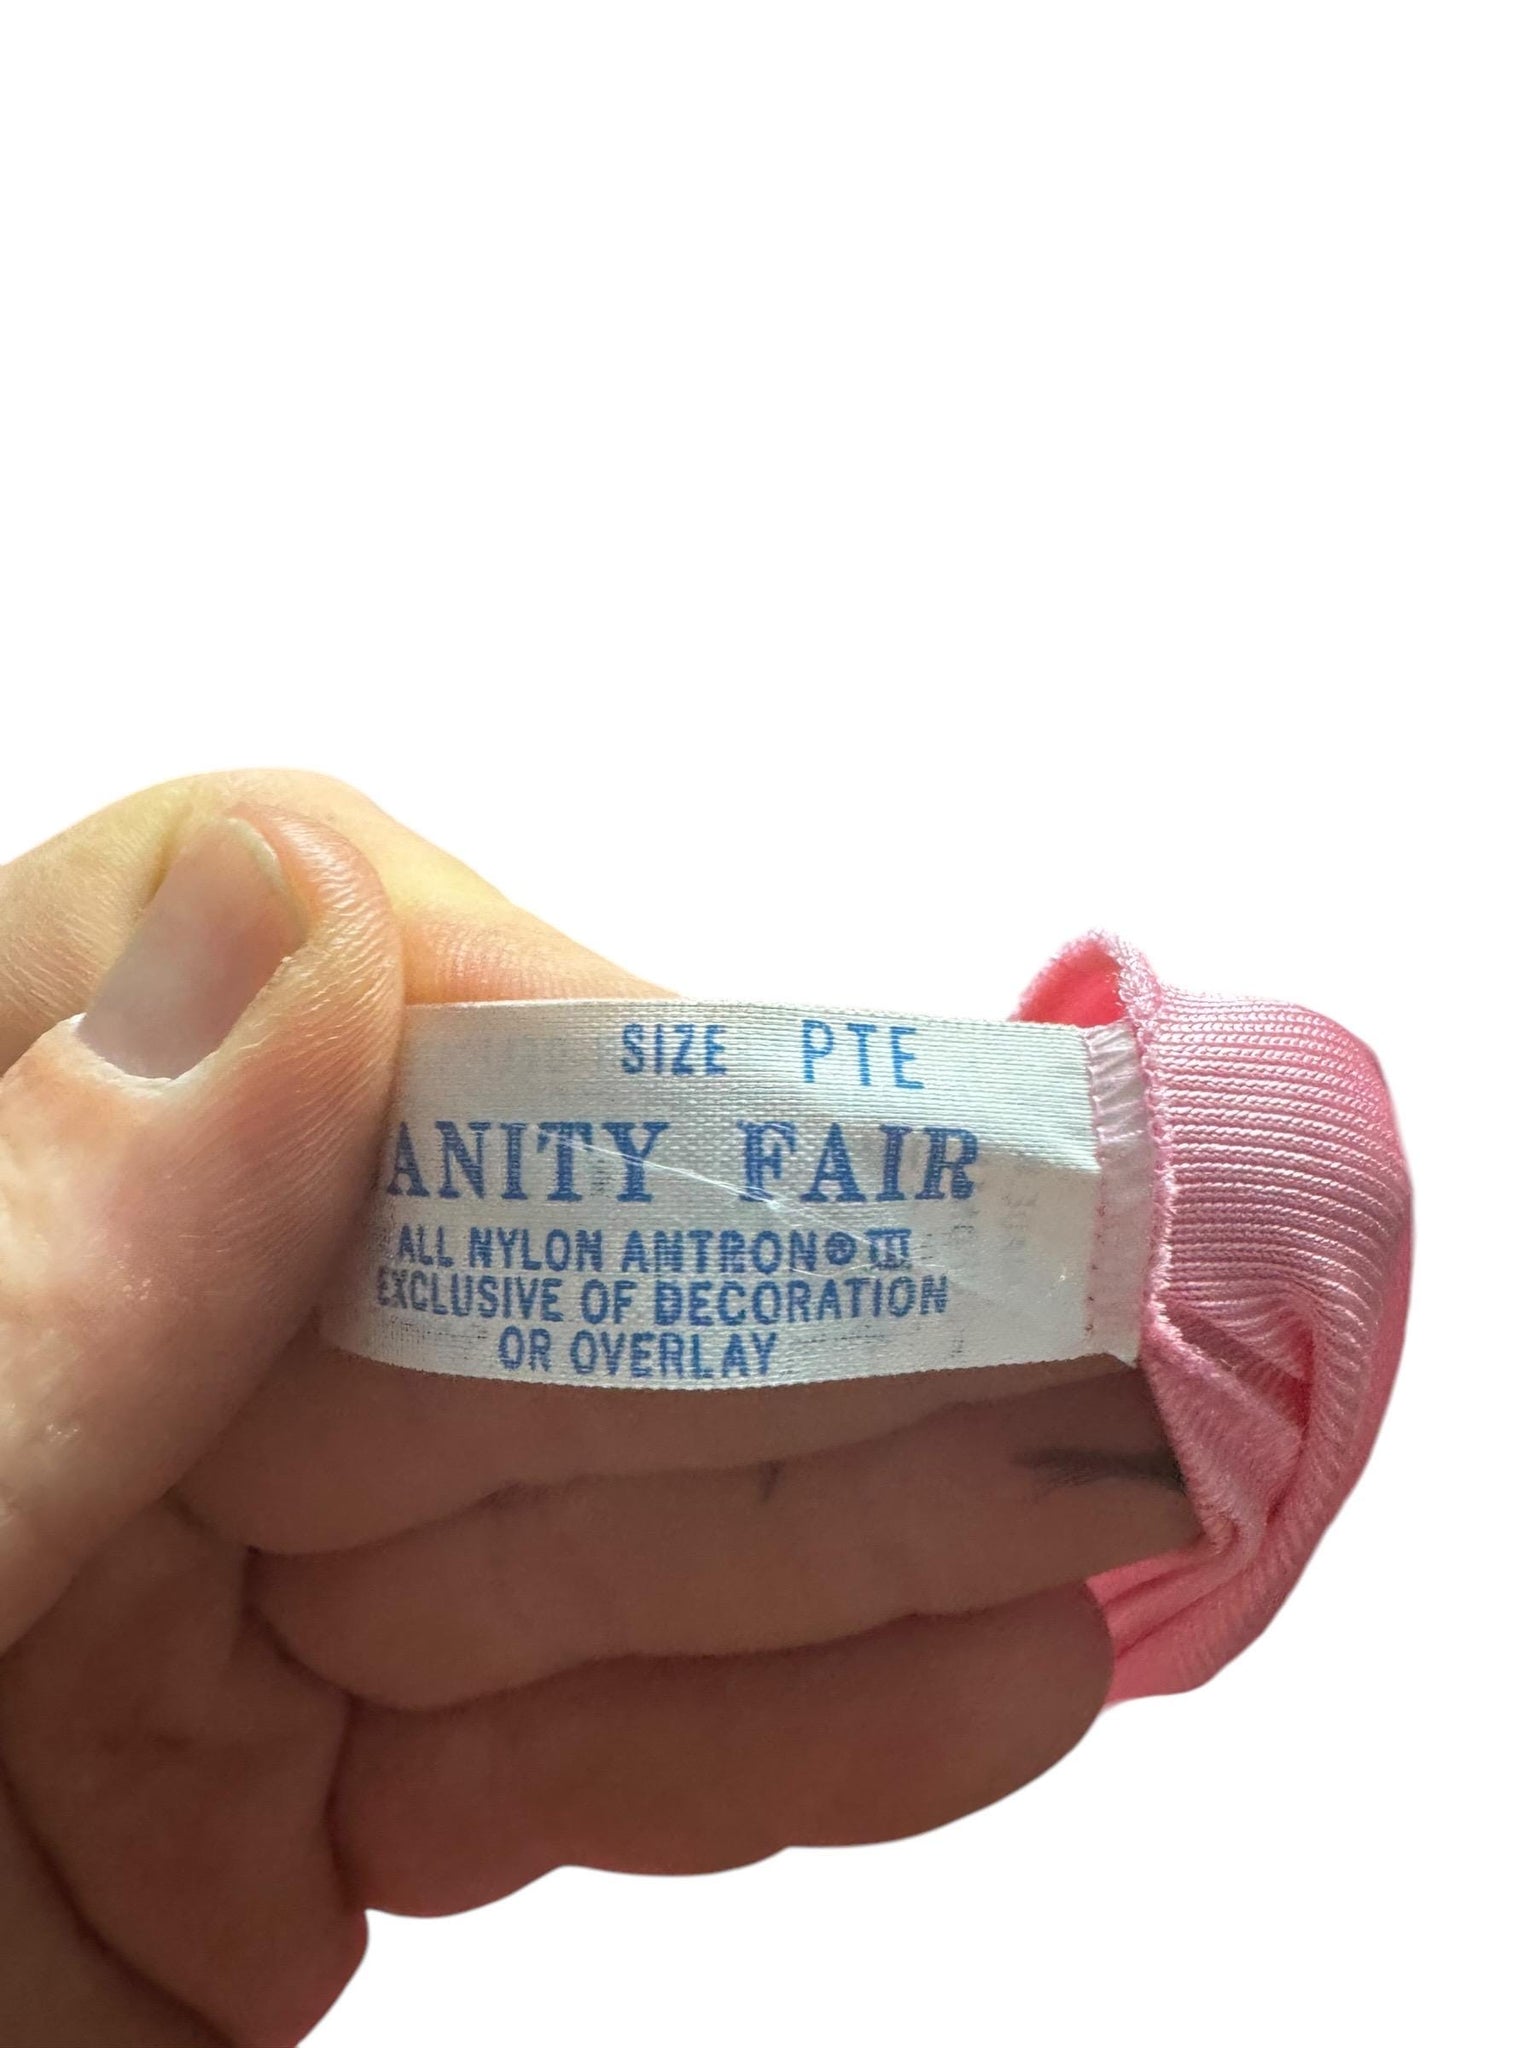 SIZE PTE
ANITY FAIR
ALL NYLON ANTRON® III
EXCLUSIVE OF DECORATION
OR OVERLAY